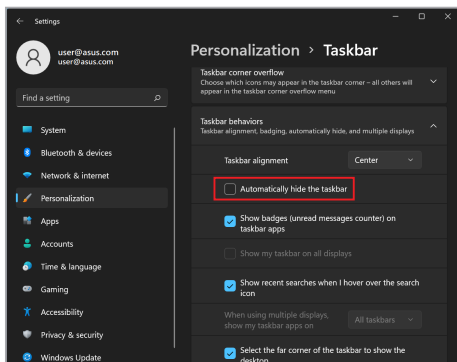 Settings
user@asus.com
user@asus.com
Personalization > Taskbar
Find a setting
System
Bluetooth & devices
Network & internet
Personalization
Apps
Accounts
Time & language
Gaming
Accessibility
Privacy & security
Windows Update
Taskbar corner overflow
Choose which icons may appear in the taskbar corner – all others will
appear in the taskbar corner overflow menu
Taskbar behaviors
Taskbar alignment, badging, automatically hide, and multiple displays
Taskbar alignment
Center
Automatically hide the taskbar
Show badges (unread messages counter) on
taskbar apps
Show my taskbar on all displays
Show recent searches when I hover over the search
icon
When using multiple displays,
show my taskbar apps on
All taskbars
Select the far corner of the taskbar to show the
desktop